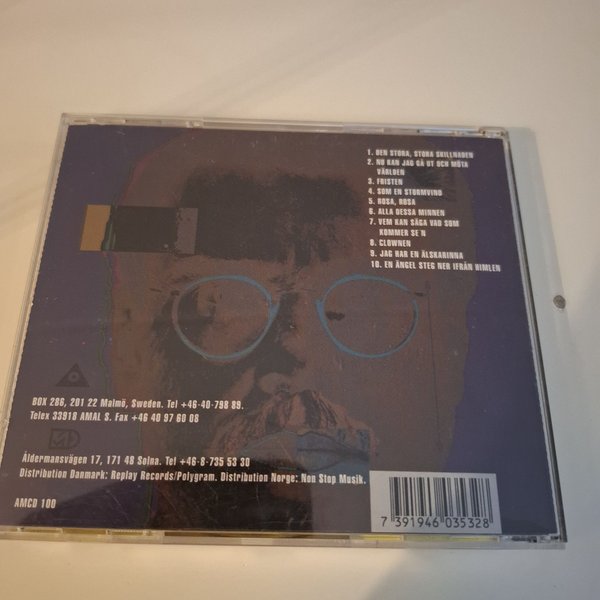 1. DEN STORA, STORA SKILLNADEN
2. NU KAN JAG GÅ UT OCH MÖTA
VÄRLDEN
3. FRISTEN
4. SOM EN STORMVIND
5. ROSA, ROSA
6. ALLA DESSA MINNEN
7. VEM KAN SÄGA VAD SOM
KOMMER SE'N
8. CLOWNEN
9. JAG HAR EN ÄLSKARINNA
10. EN ÄNGEL STEG NER IFRÅN HIMLEN
BOX 286, 201 22 Malmö, Sweden. Tel +46-40-798 89.
Telex 33918 AMAL S. Fax +46 40 97 60 08
Åldermansvägen 17, 171 48 Solna. Tel +46-8-735 53 30
Distribution Danmark: Replay Records/Polygram. Distribution Norge: Non Stop Musik.
AMCD 100
7 391946 035328